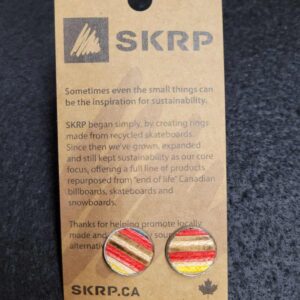 SKRP
Sometimes even the small things can
be the inspiration for sustainability.
SKRP began simply, by creating rings
made from recycled skateboards.
Since then we've grown, expanded
and still kept sustainability as our core
focus, offering a full line of products
repurposed from "end of life" Canadian
billboards, skateboards and
snowboards.
Thanks for helping promote locally
made and
alternativ
SKRP.CA